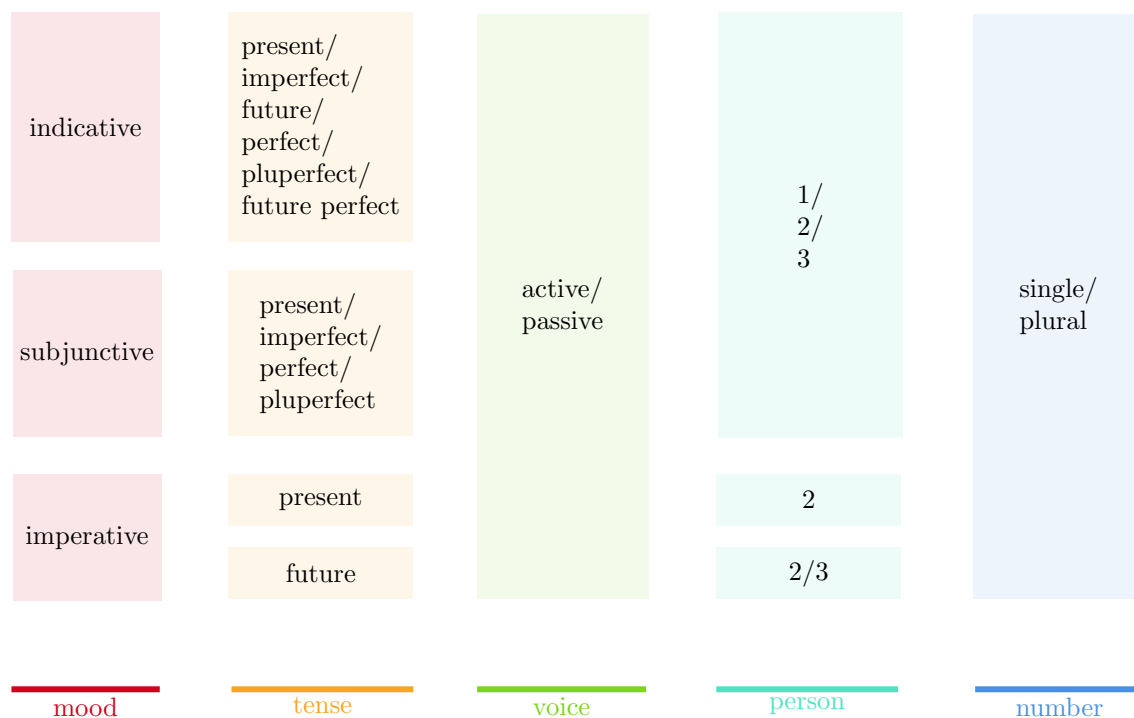 indicative
present/
imperfect/
future/
perfect/
pluperfect/
future perfect
subjunctive
present/
imperfect/
perfect/
pluperfect
imperative
present
future
active/
passive
1/
2/
3
2
2/3
single/
plural
mood
tense
voice
person
number